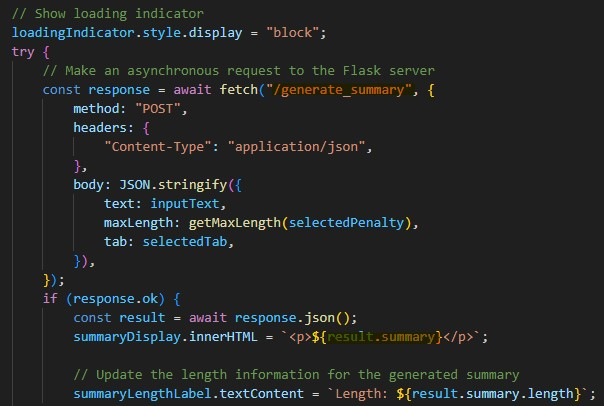 // Show loading indicator
loadingIndicator.style.display = "block";
try {
// Make an asynchronous request to the Flask server
const response = await fetch("/generate_summary", {
method: "POST",
headers: {
"Content-Type": "application/json",
},
body: JSON.stringify({
text: inputText,
maxLength: getMaxLength(selectedPenalty),
tab: selectedTab,
}),
});
if (response.ok) {
const result = await response.json();
summaryDisplay.innerHTML = `<p>${result.summary}</p>`;
// Update the length information for the generated summary
summaryLengthLabel.textContent = `Length: ${result.summary.length}`;